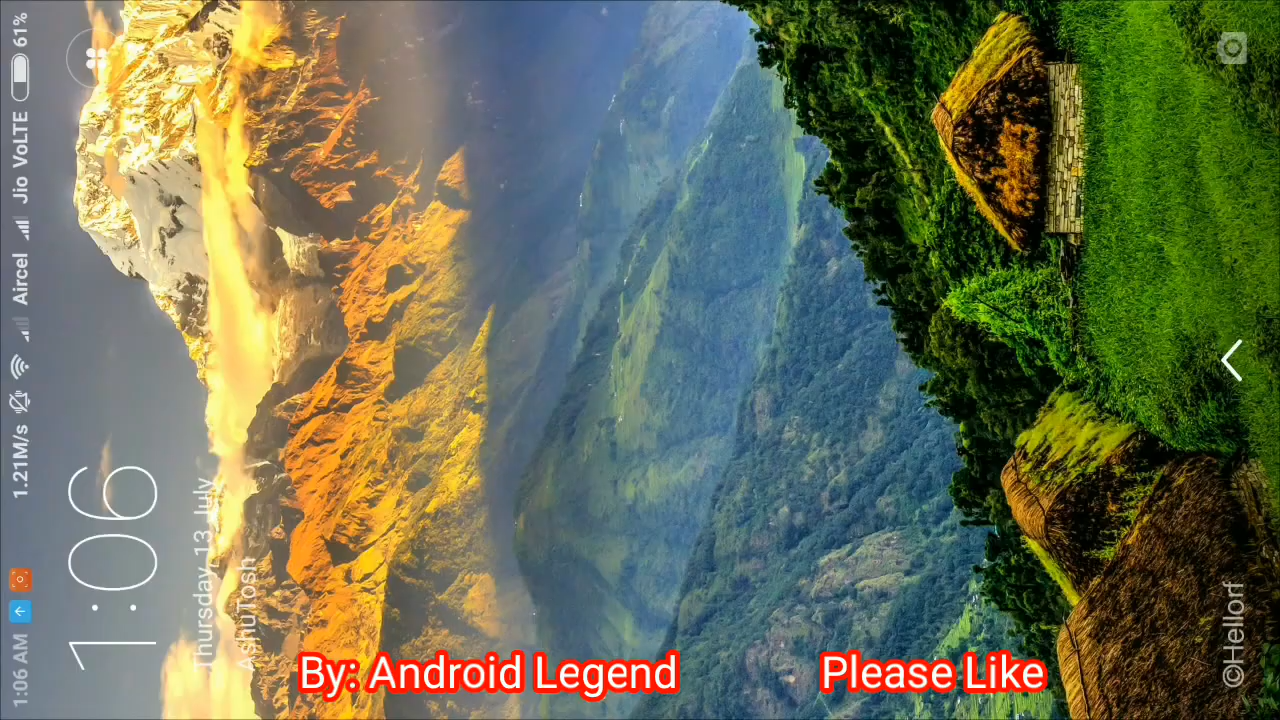 1:06 AM 1.21M/s Aircel Jio VoLTE 61%
1:06
Thursday 13 July
AshuTosh
©Hellorf
By: Android Legend
Please Like